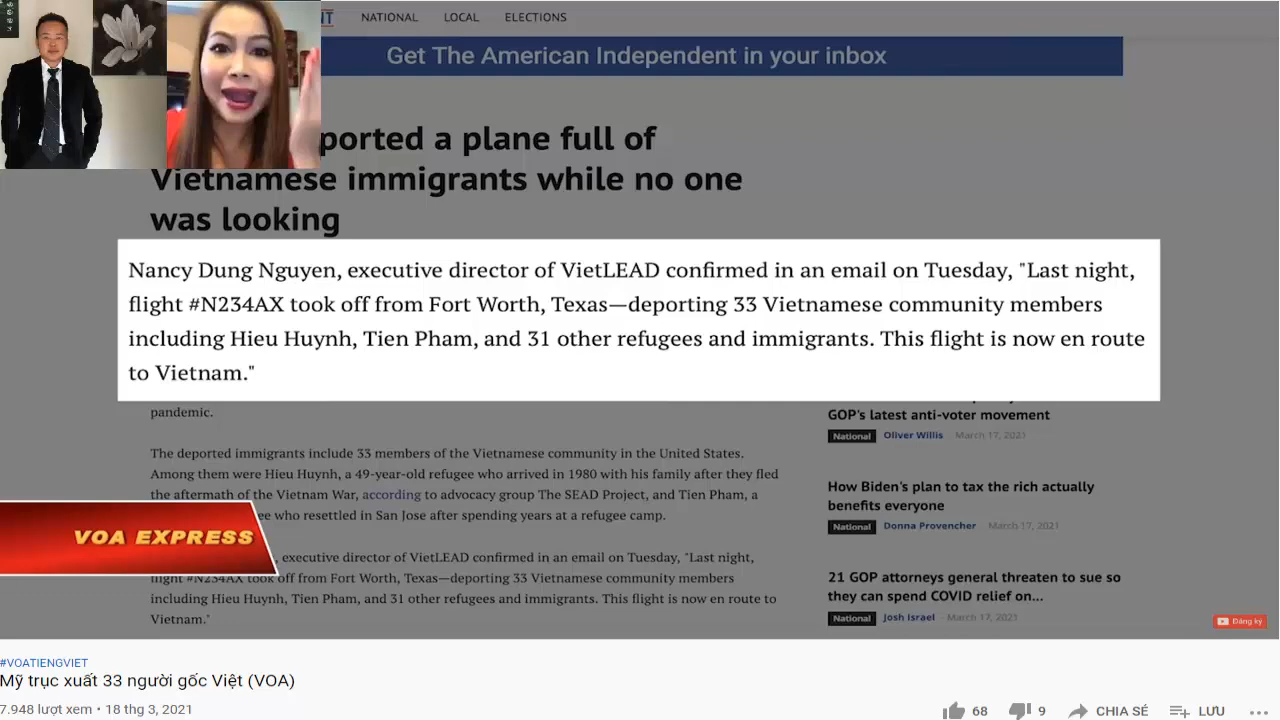 NT NATIONAL LOCAL ELECTIONS
Get The American Independent in your inbox
ported a plane full of
Vietnamese immigrants while no one
was looking
Nancy Dung Nguyen, executive director of VietLEAD confirmed in an email on Tuesday, "Last night,
flight #N234AX took off from Fort Worth, Texas—deporting 33 Vietnamese community members
including Hieu Huynh, Tien Pham, and 31 other refugees and immigrants. This flight is now en route
to Vietnam."
pandemic.
The deported immigrants include 33 members of the Vietnamese community in the United States.
Among them were Hieu Huynh, a 49-year-old refugee who arrived in 1980 with his family after they fled
the aftermath of the Vietnam War, according to advocacy group The SEAD Project, and Tien Pham, a
ee who resettled in San Jose after spending years at a refugee camp.
, executive director of VietLEAD confirmed in an email on Tuesday, "Last night,
flight #N234AX took off from Fort Worth, Texas—deporting 33 Vietnamese community members
including Hieu Huynh, Tien Pham, and 31 other refugees and immigrants. This flight is now en route to
Vietnam."
GOP's latest anti-voter movement
National Oliver Willis - March 17, 2021
How Biden's plan to tax the rich actually
benefits everyone
National Donna Provencher - March 17, 2021
21 GOP attorneys general threaten to sue so
they can spend COVID relief on...
National Josh Israel - March 17, 2021
VOA EXPRESS
Đăng ký
#VOATIENGVIET
Mỹ trục xuất 33 người gốc Việt (VOA)
7.948 lượt xem • 18 thg 3, 2021
68 9 CHIA SẺ LƯU